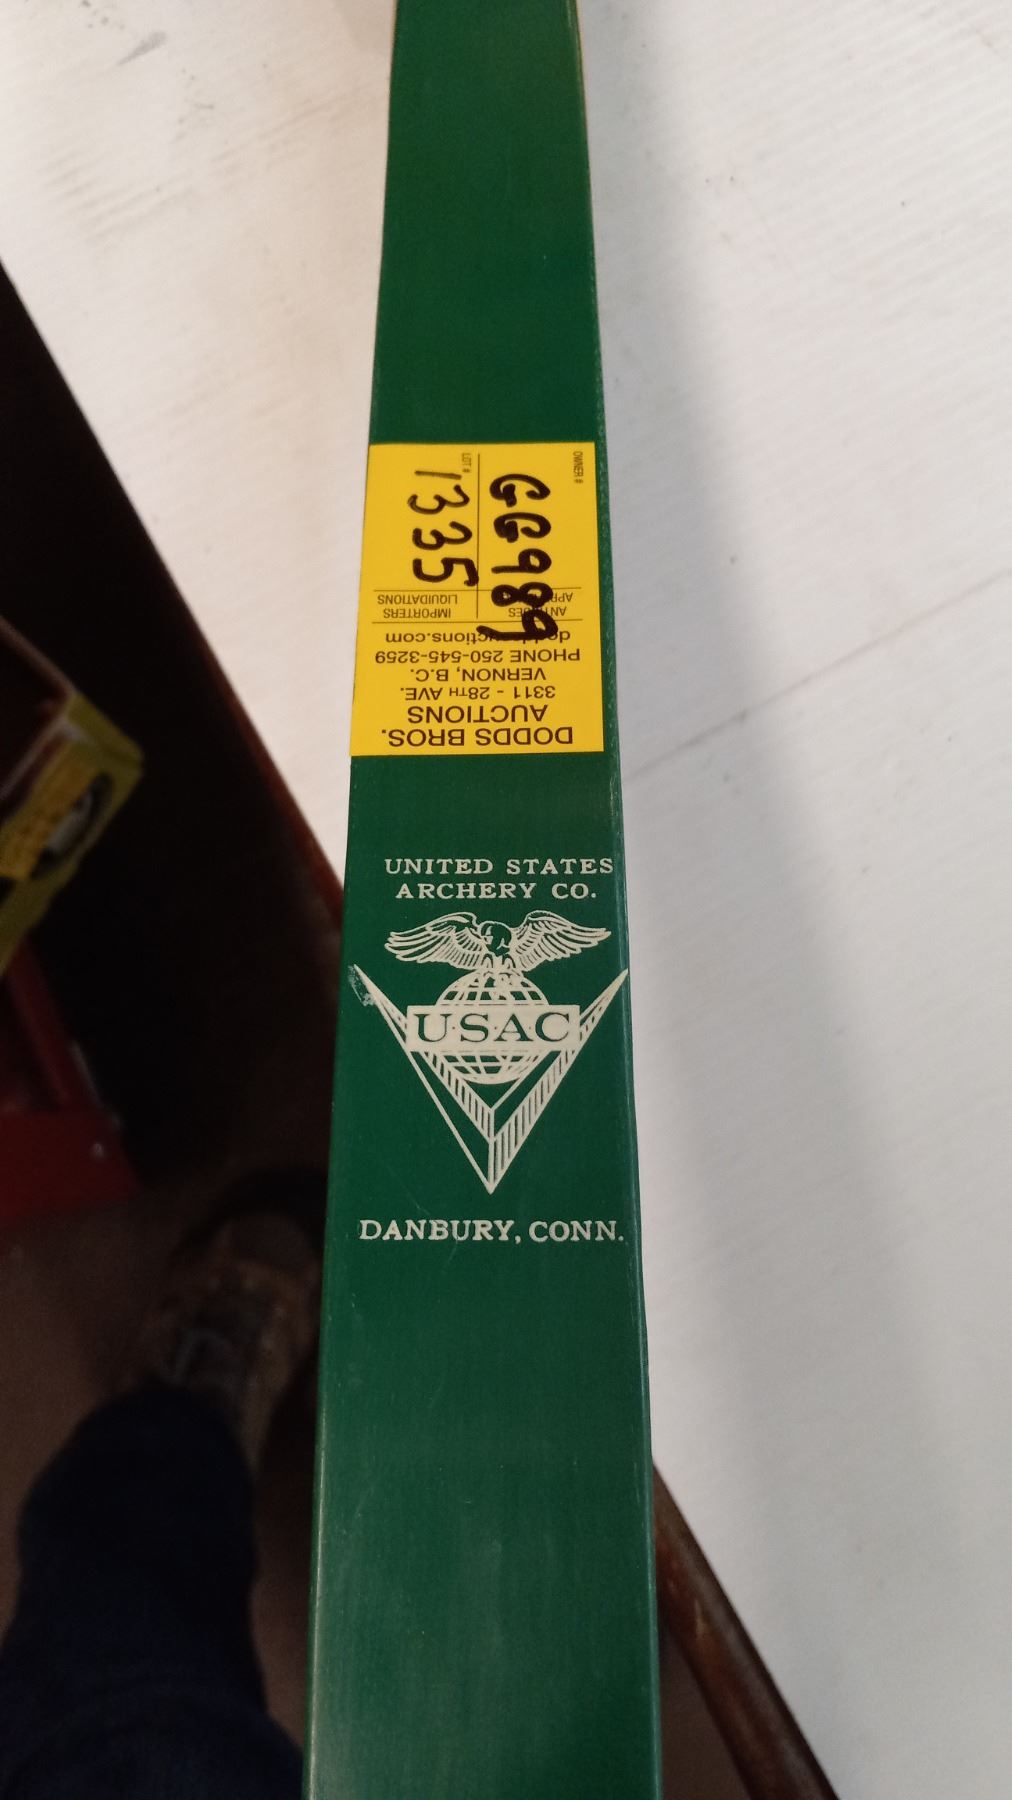 OWNER #
GG989
LOT #
1335
IMPORTERS
LIQUIDATIONS
DODDS BROS.
AUCTIONS
3311 - 28TH AVE.
VERNON, B.C.
PHONE 250-545-3259
UNITED STATES
ARCHERY CO.
U·S·A·C
DANBURY, CONN.